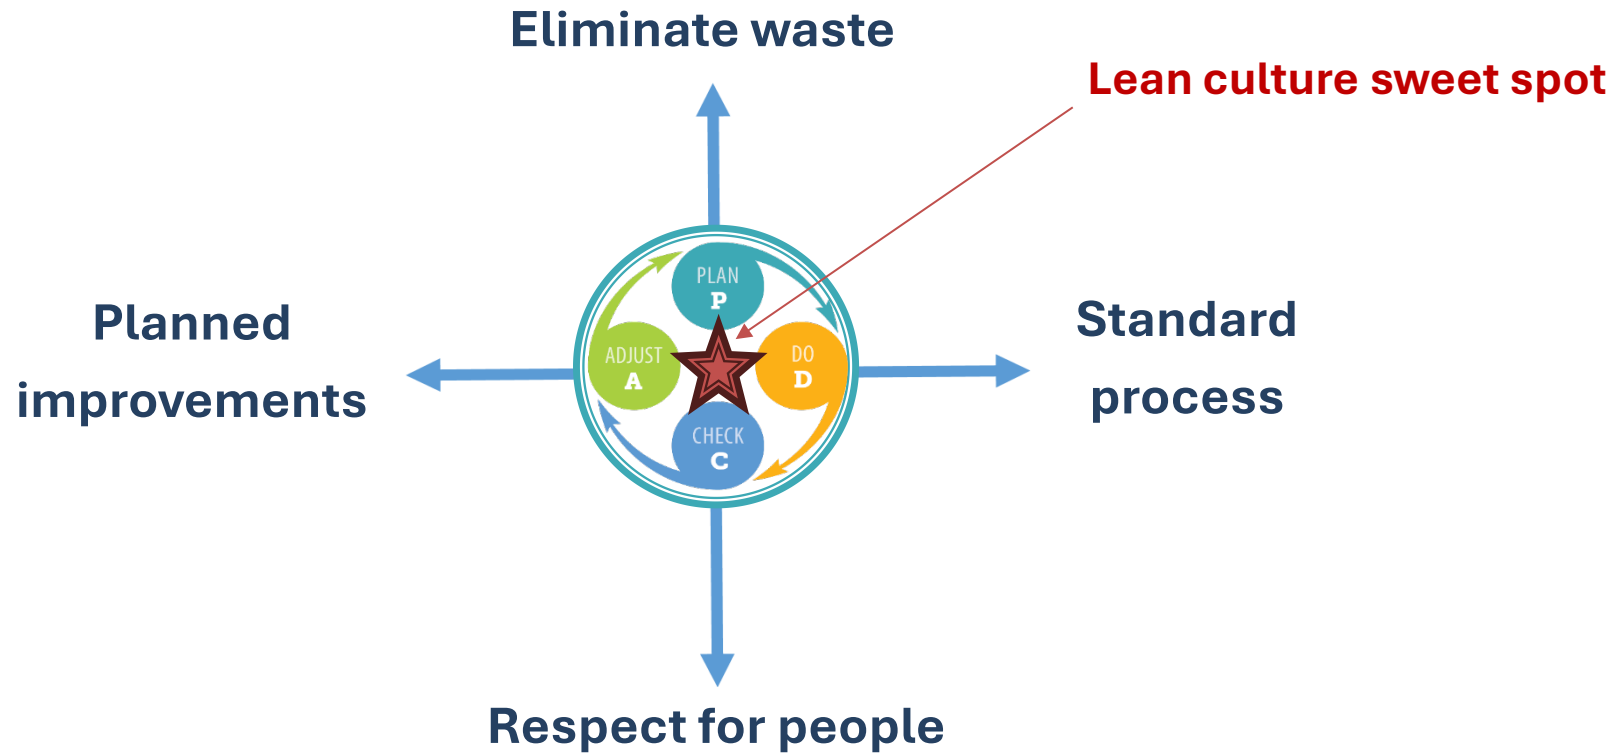 Eliminate waste
Lean culture sweet spot
PLAN
P
Planned
improvements
ADJUST
A
DO
D
Standard
process
CHECK
C
Respect for people